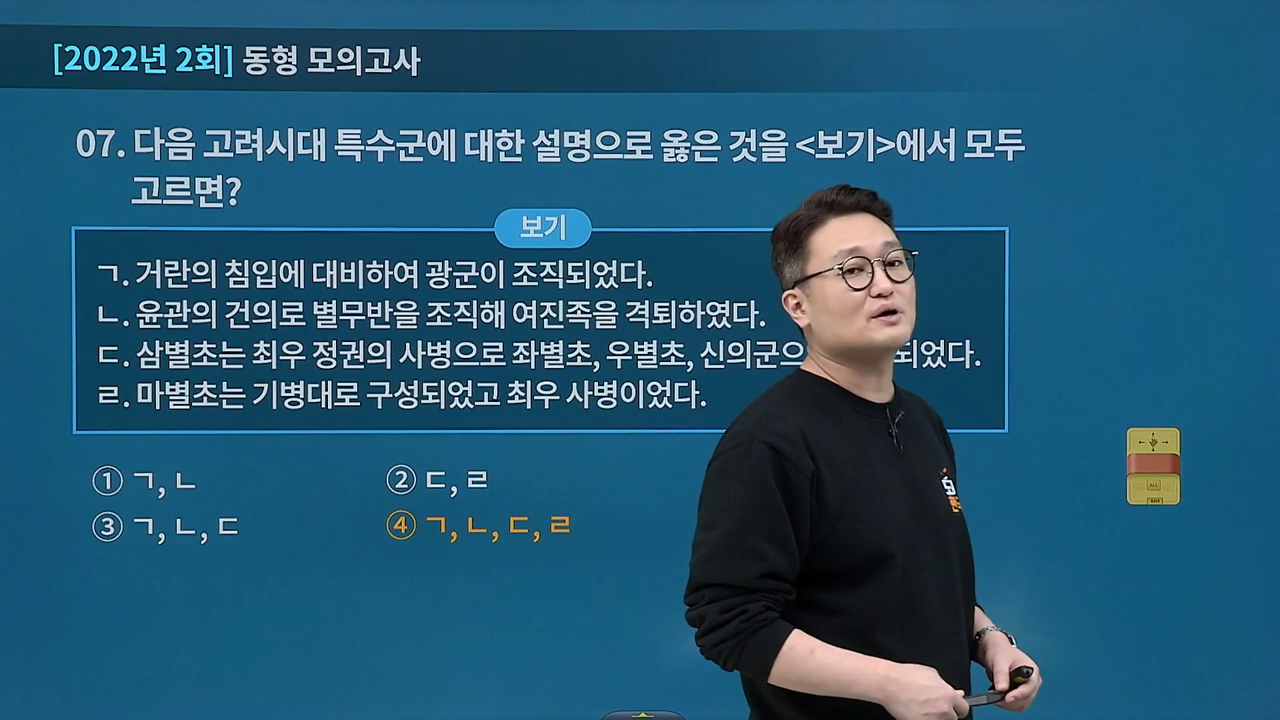 [2022년 2회] 동형 모의고사
07. 다음 고려시대 특수군에 대한 설명으로 옳은 것을 <보기>에서 모두
고르면?
보기
ㄱ. 거란의 침입에 대비하여 광군이 조직되었다.
ㄴ. 윤관의 건의로 별무반을 조직해 여진족을 격퇴하였다.
ㄷ. 삼별초는 최우 정권의 사병으로 좌별초, 우별초, 신의군으 되었다.
ㄹ. 마별초는 기병대로 구성되었고 최우 사병이었다.
① ㄱ, ㄴ ② ㄷ, ㄹ
③ ㄱ, ㄴ, ㄷ ④ ㄱ, ㄴ, ㄷ, ㄹ
ALL